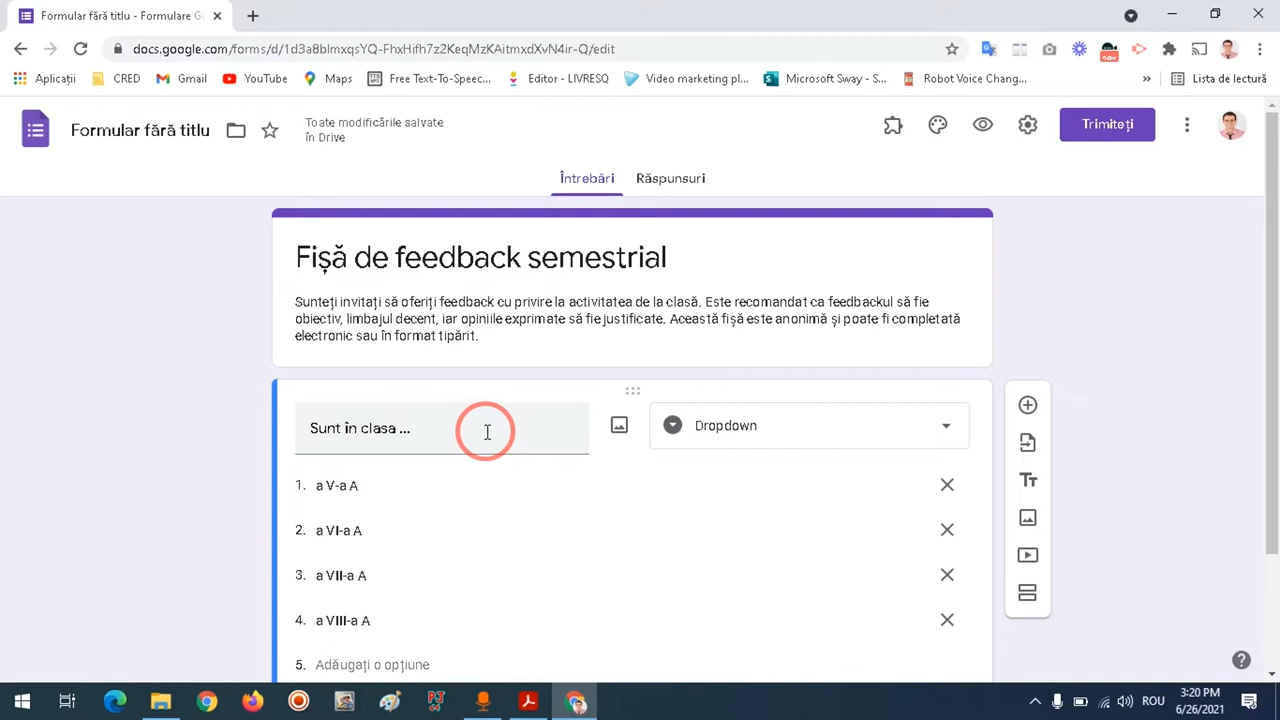 Formular fără titlu - Formulare Go
docs.google.com/forms/d/1d3a8blmxqsYQ-FhxHifh7z2KeqMzKAitmxdXvN4ir-Q/edit
Aplicații
CRED
Gmail
YouTube
Maps
Free Text-To-Speec...
Editor - LIVRESQ
Video marketing pl...
Microsoft Sway - S...
Robot Voice Chang...
»
Lista de lectură
new
Formular fără titlu
Toate modificările salvate
în Drive
Trimiteți
Întrebări
Răspunsuri
Fișă de feedback semestrial
Sunteți invitați să oferiți feedback cu privire la activitatea de la clasă. Este recomandat ca feedbackul să fie
obiectiv, limbajul decent, iar opiniile exprimate să fie justificate. Această fișă este anonimă și poate fi completată
electronic sau în format tipărit.
Sunt în clasa ...
Dropdown
1. a V-a A
2. a VI-a A
3. a VII-a A
4. a VIII-a A
5. Adăugați o opțiune
ROU
3:20 PM
6/26/2021